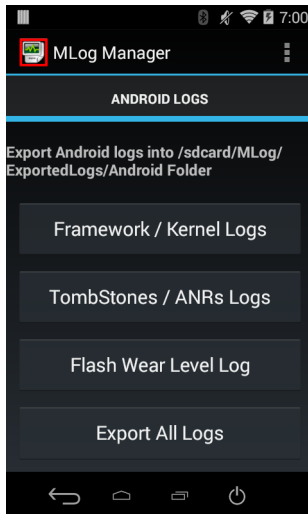 7:00
MLog Manager
ANDROID LOGS
Export Android logs into /sdcard/MLog/
ExportedLogs/Android Folder
Framework / Kernel Logs
TombStones / ANRs Logs
Flash Wear Level Log
Export All Logs